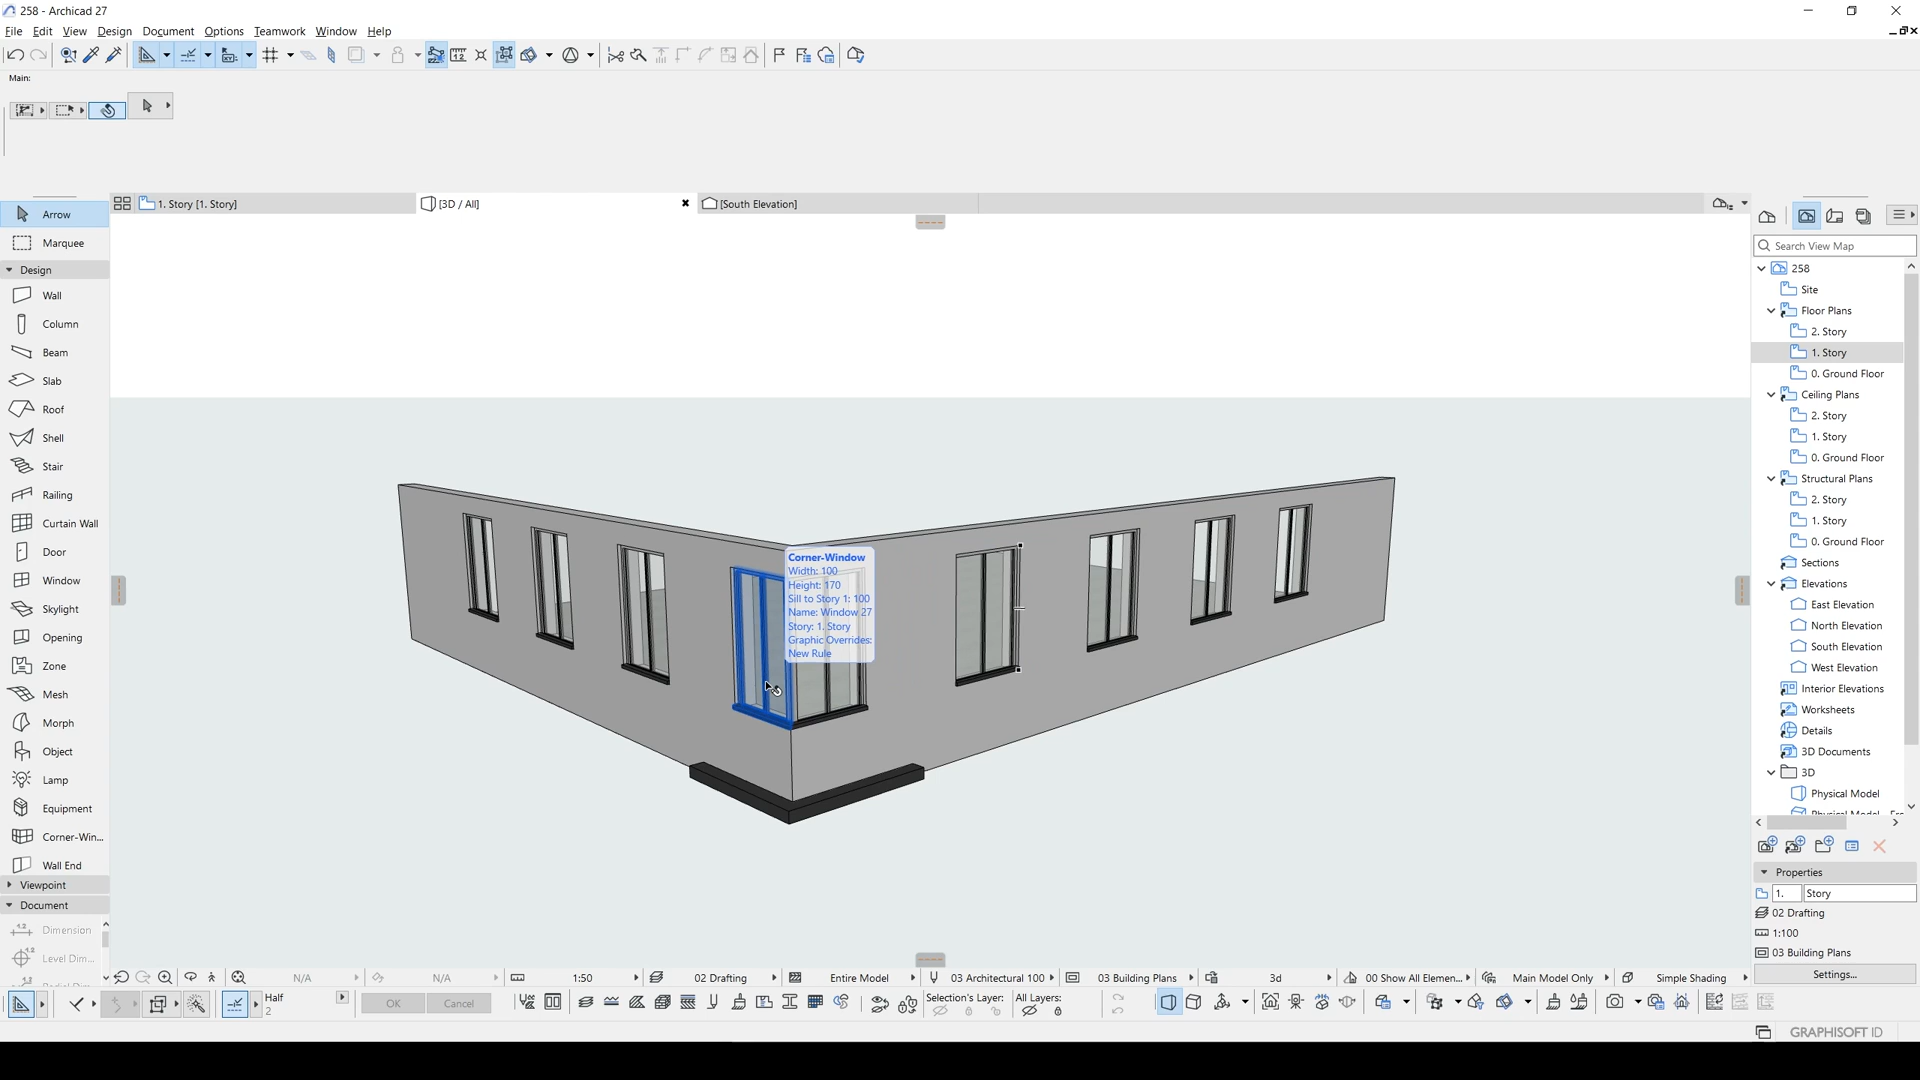 258 - Archicad 27
File Edit View Design Document Options Teamwork Window Help
Main:
1. Story [1. Story]
[3D / All]
[South Elevation]
Arrow
Marquee
Design
Wall
Column
Beam
Slab
Roof
Shell
Stair
Railing
Curtain Wall
Door
Window
Skylight
Opening
Zone
Mesh
Morph
Object
Lamp
Equipment
Corner-Win...
Wall End
Viewpoint
Document
Dimension
Level Dim...
Corner-Window
Width: 100
Height: 170
Sill to Story 1: 100
Name: Window 27
Story: 1. Story
Graphic Overrides:
New Rule
Search View Map
258
Site
Floor Plans
2. Story
1. Story
0. Ground Floor
Ceiling Plans
2. Story
1. Story
0. Ground Floor
Structural Plans
2. Story
1. Story
0. Ground Floor
Sections
Elevations
East Elevation
North Elevation
South Elevation
West Elevation
Interior Elevations
Worksheets
Details
3D Documents
3D
Physical Model
Properties
1. Story
02 Drafting
1:100
03 Building Plans
Settings...
N/A N/A 1:50 02 Drafting Entire Model 03 Architectural 100 03 Building Plans 3d 00 Show All Elemen... Main Model Only Simple Shading
Half
2
OK Cancel
Selection's Layer: All Layers:
GRAPHISOFT ID